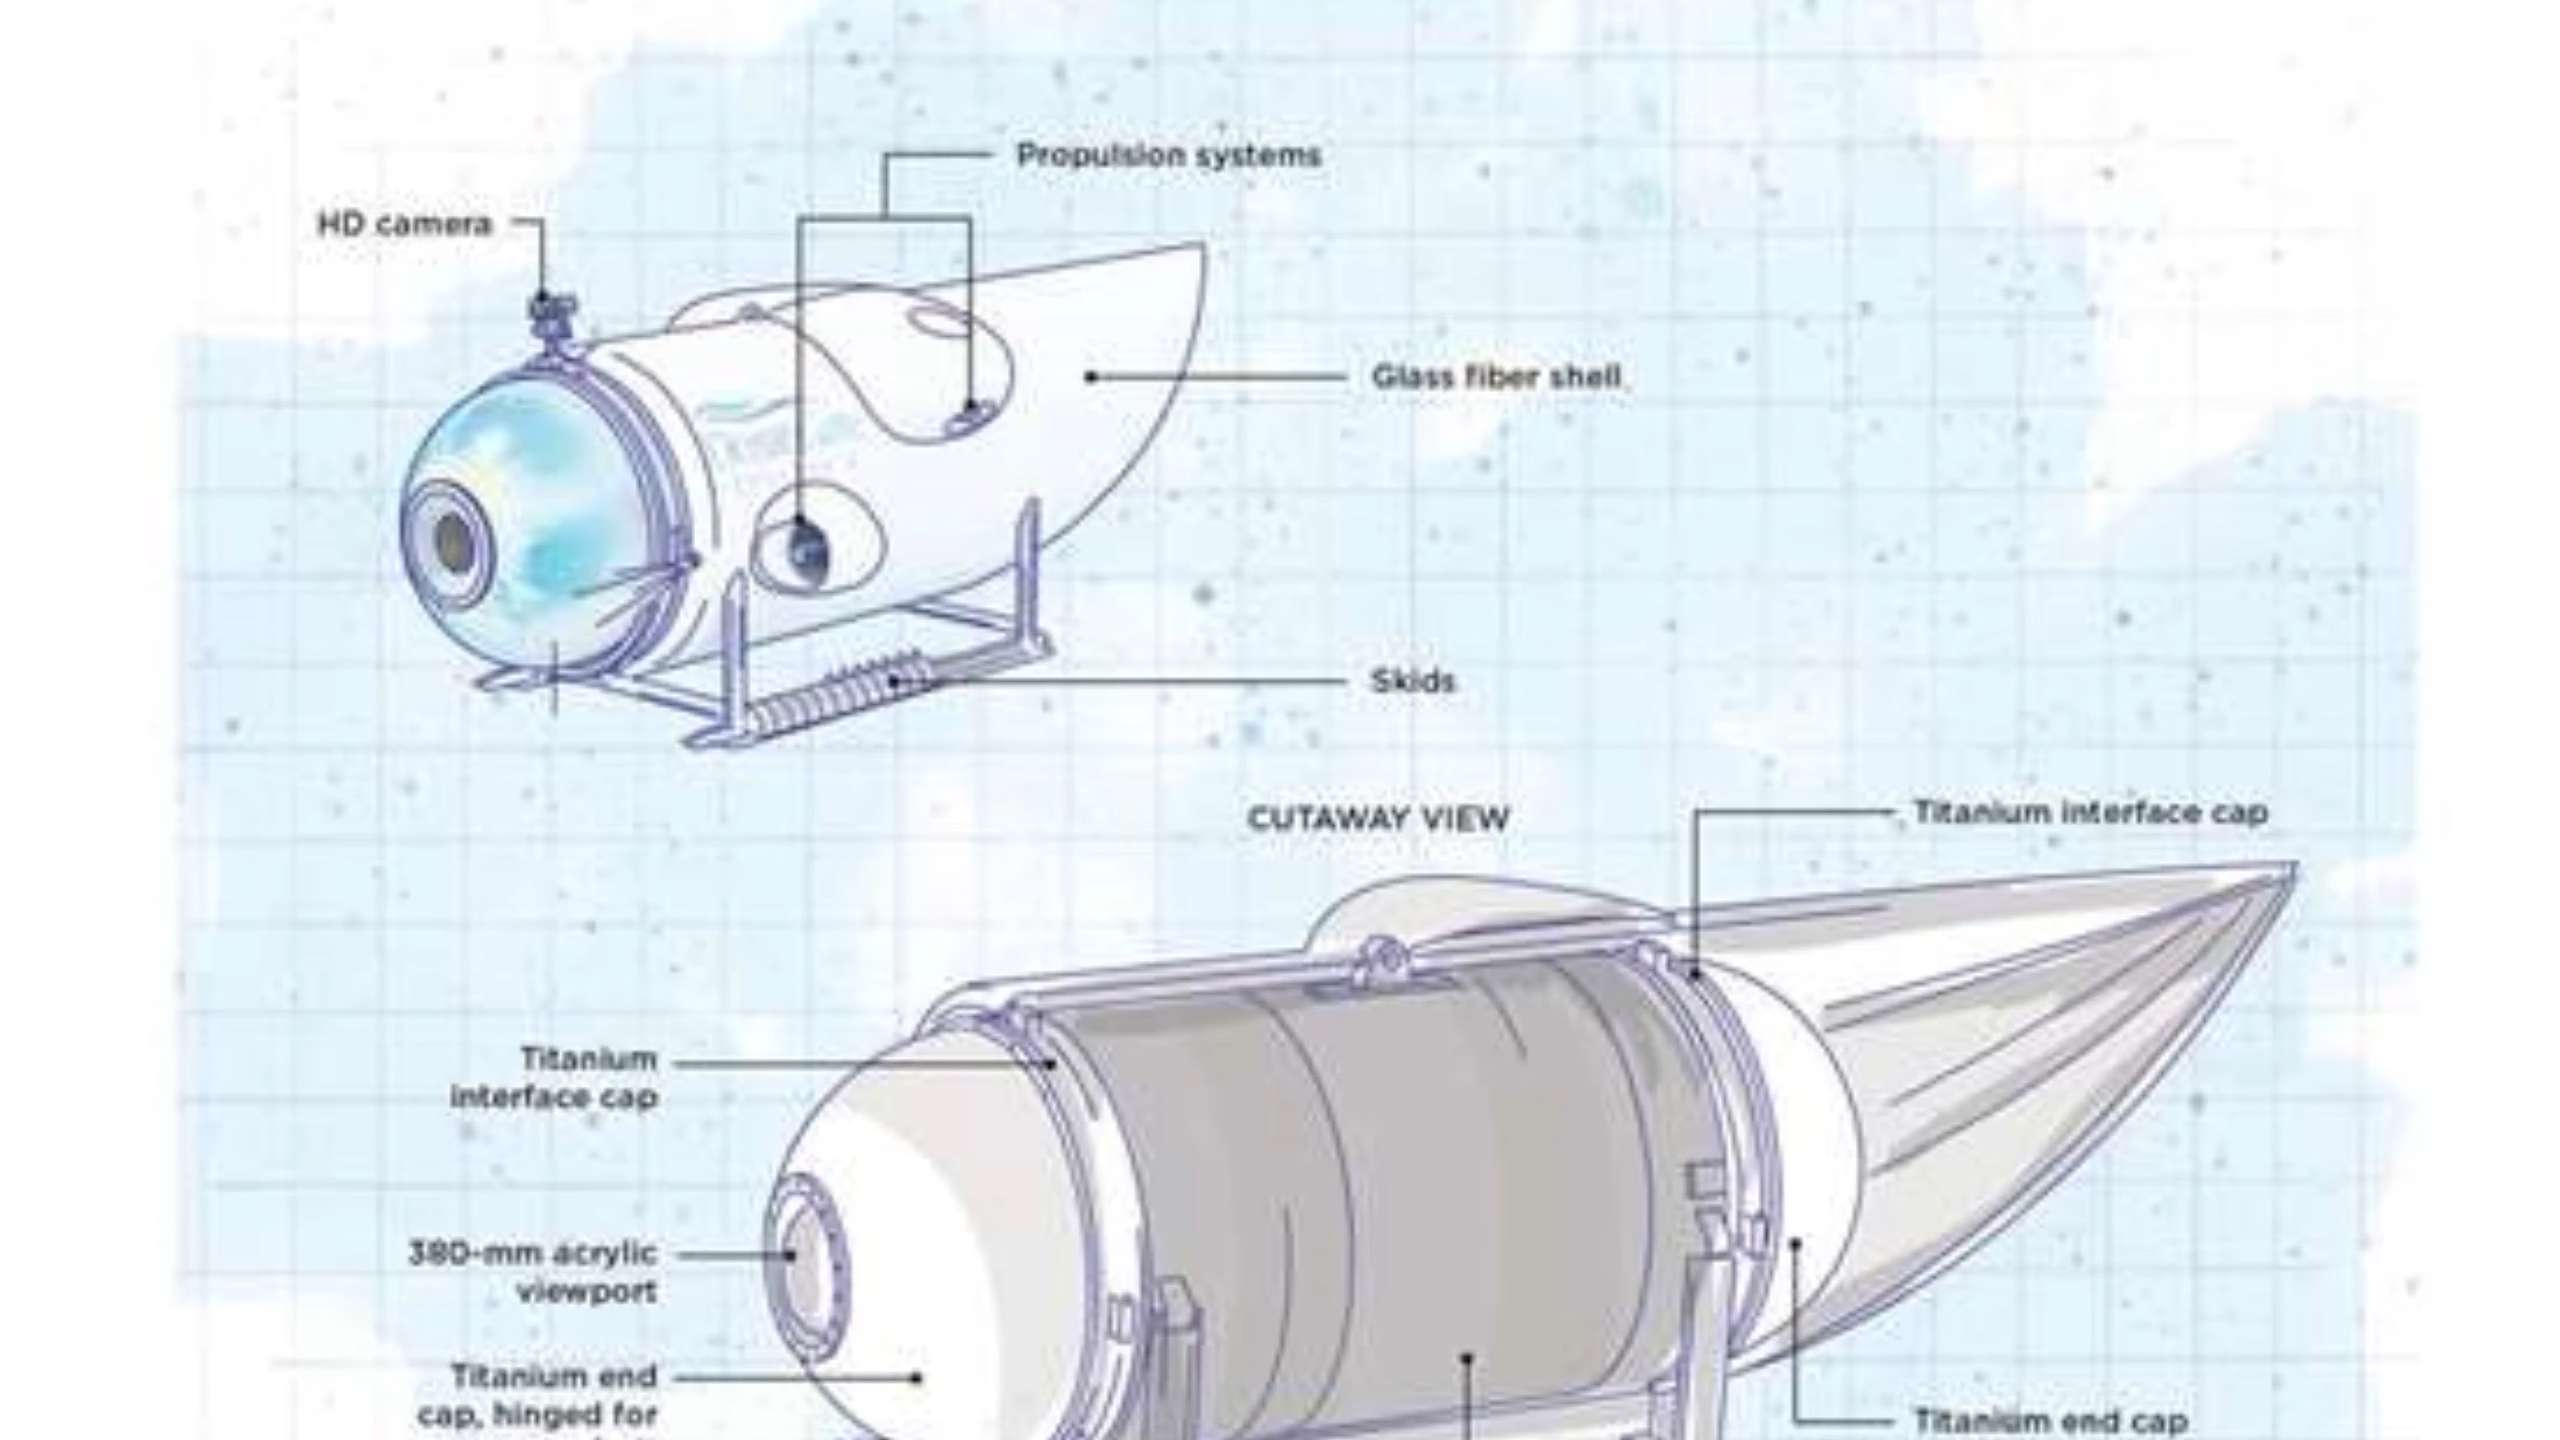 Propulsion systems
HD camera
Glass fiber shell
Skids
CUTAWAY VIEW
Titanium interface cap
Titanium
interface cap
380-mm acrylic
viewport
Titanium end
cap, hinged for
Titanium end cap